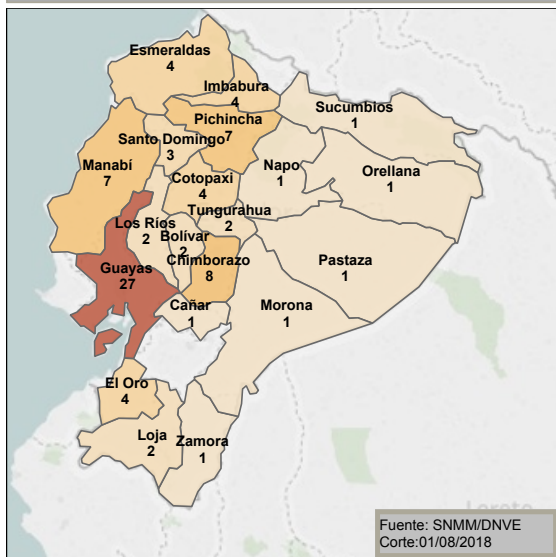 Esmeraldas
4
Imbabura
4
Sucumbíos
1
Pichincha
7
Santo Domingo
3
Manabí
7
Napo
1
Orellana
1
Cotopaxi
4
Tungurahua
2
Los Ríos
2
Bolívar
2
Chimborazo
8
Pastaza
1
Guayas
27
Cañar
1
Morona
1
El Oro
4
Loja
2
Zamora
1
Loreto
Fuente: SNMM/DNVE
Corte:01/08/2018